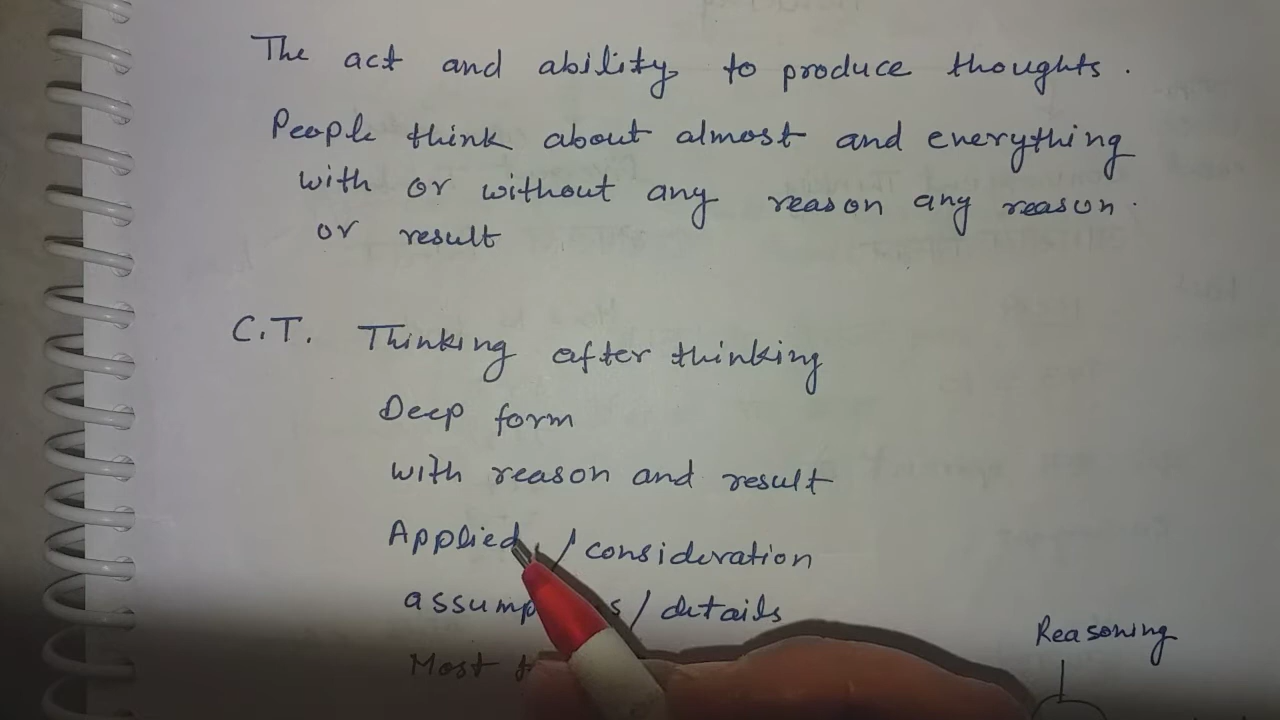 The act and ability to produce thoughts.
People think about almost and everything
with or without any reason any reason.
or result
C.T. Thinking after thinking
Deep form
with reason and result
Applied / consideration
/ details
Most
Reasoning